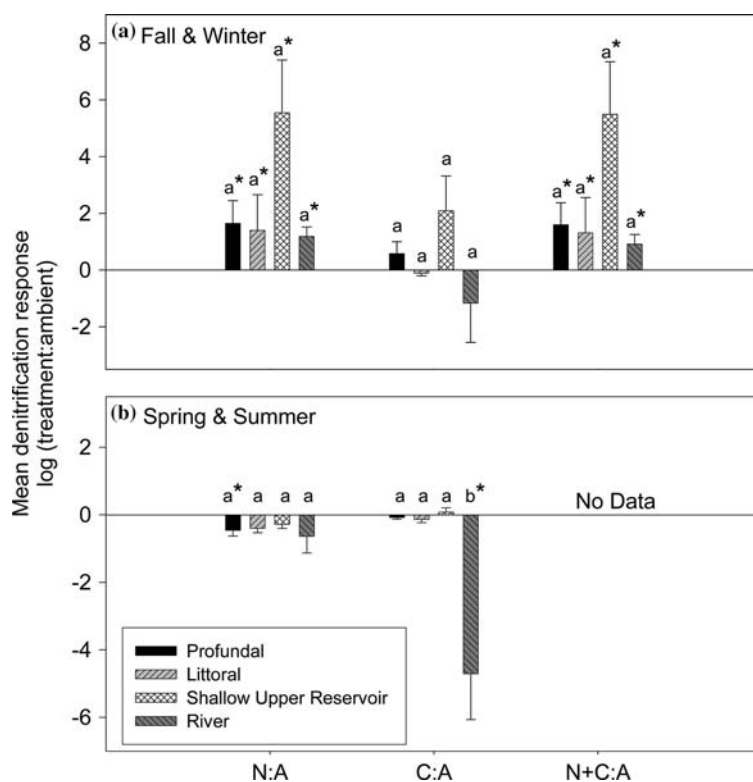 (a) Fall & Winter
8
6
4
2
0
-2
a* a* a* a*
a a a a
a* a* a* a*
Mean denitrification response
log (treatment:ambient)
(b) Spring & Summer
2
0
-2
-4
-6
a* a a a
a a a b*
No Data
Profundal
Littoral
Shallow Upper Reservoir
River
N:A C:A N+C:A